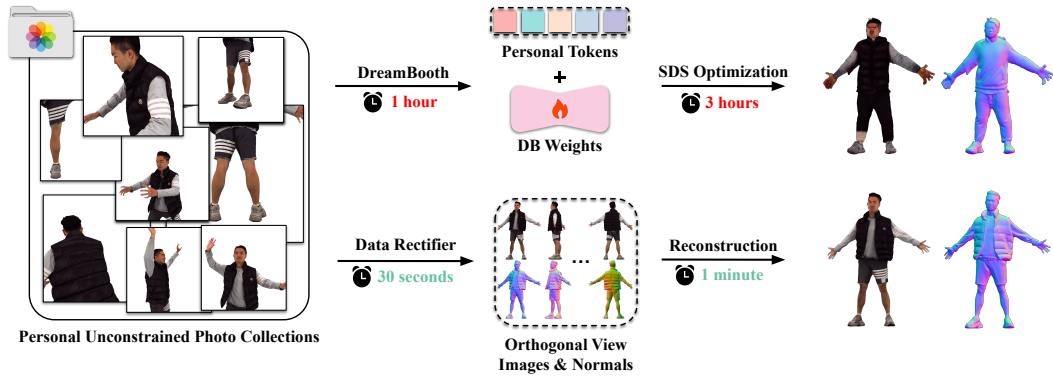 DreamBooth
1 hour
Personal Tokens
+
DB Weights
SDS Optimization
3 hours
Data Rectifier
30 seconds
...
Orthogonal View
Images & Normals
Reconstruction
1 minute
Personal Unconstrained Photo Collections